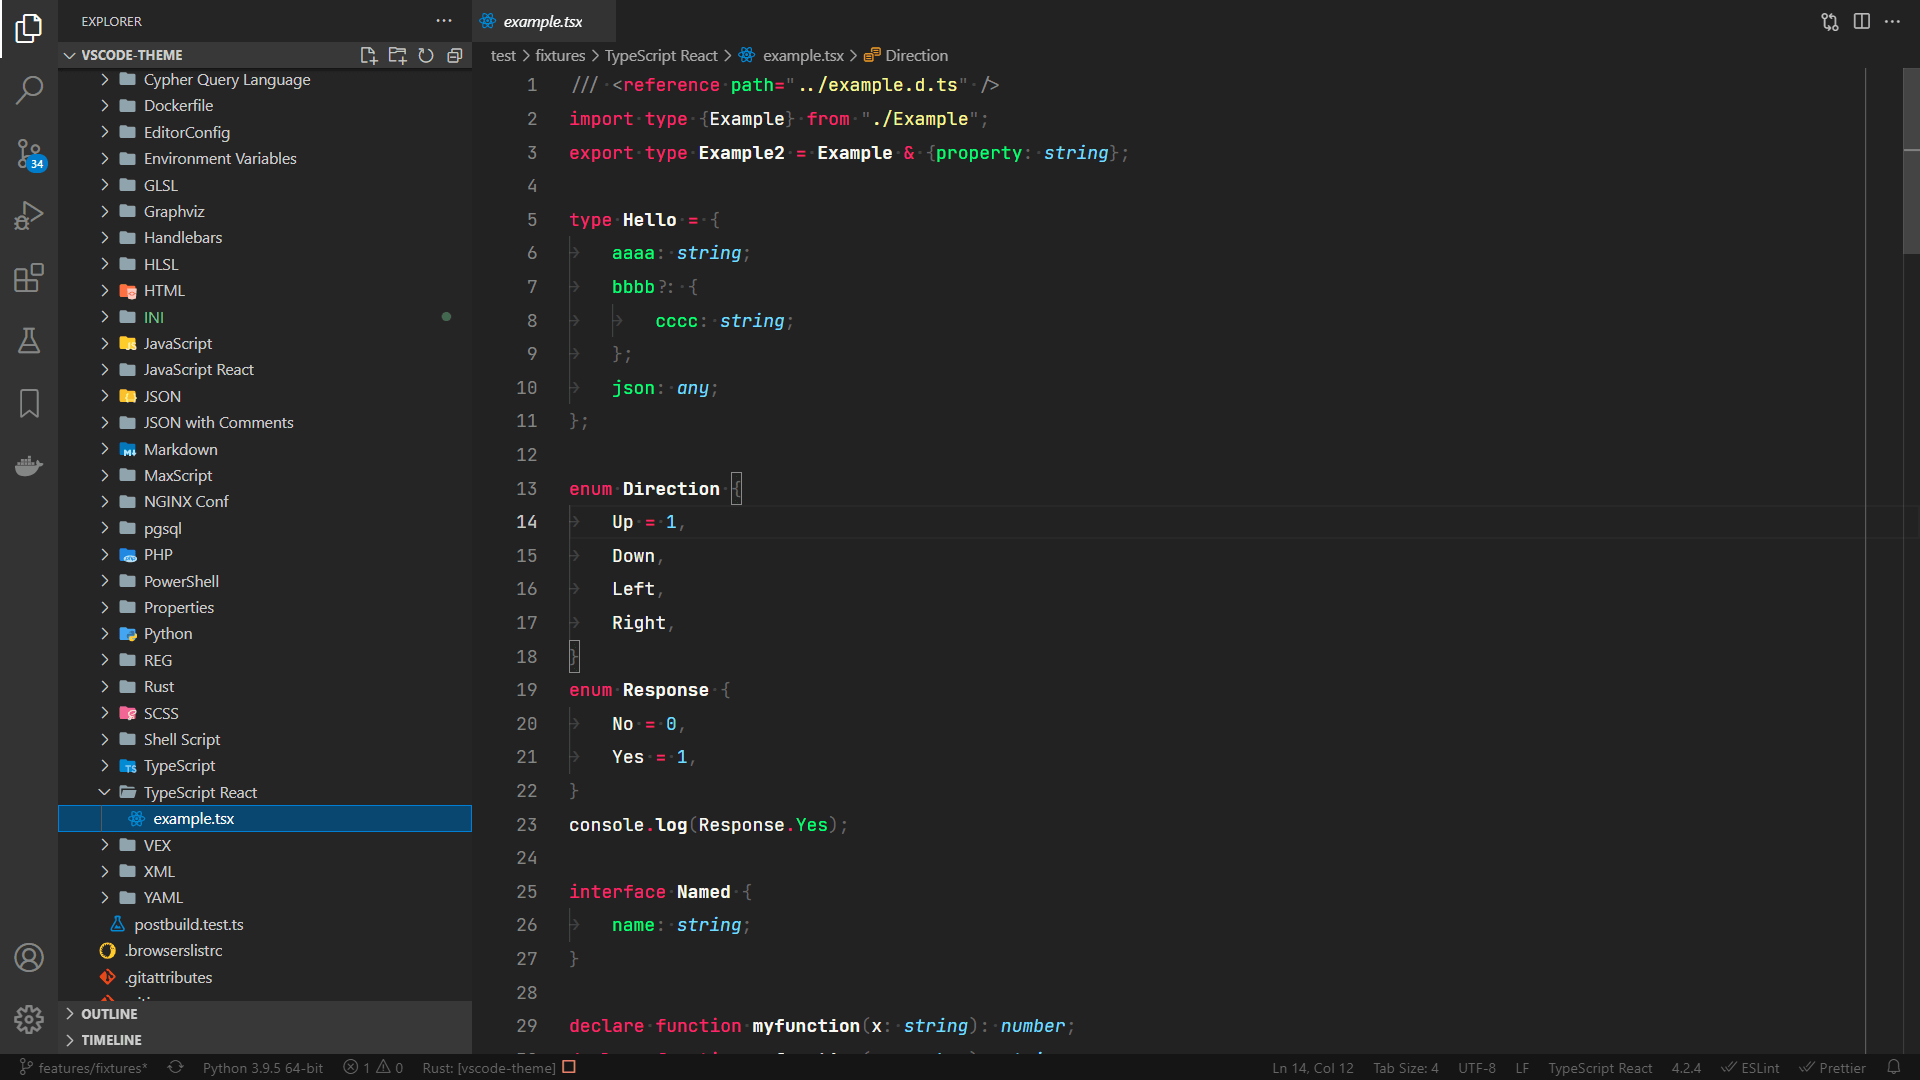 EXPLORER
VSCODE-THEME
Cypher Query Language
Dockerfile
EditorConfig
Environment Variables
GLSL
Graphviz
Handlebars
HLSL
HTML
INI
JavaScript
JavaScript React
JSON
JSON with Comments
Markdown
MaxScript
NGINX Conf
pgsql
PHP
PowerShell
Properties
Python
REG
Rust
SCSS
Shell Script
TypeScript
TypeScript React
example.tsx
VEX
XML
YAML
postbuild.test.ts
.browserslistrc
.gitattributes
OUTLINE
TIMELINE
34
example.tsx
test > fixtures > TypeScript React > example.tsx > Direction
1 /// <reference path="../example.d.ts" />
2 import type {Example} from "./Example";
3 export type Example2 = Example & {property: string};
4
5 type Hello = {
6 aaaa: string;
7 bbbb?: {
8 cccc: string;
9 };
10 json: any;
11 };
12
13 enum Direction {
14 Up = 1,
15 Down,
16 Left,
17 Right,
18 }
19 enum Response {
20 No = 0,
21 Yes = 1,
22 }
23 console.log(Response.Yes);
24
25 interface Named {
26 name: string;
27 }
28
29 declare function myfunction(x: string): number;
features/fixtures* Python 3.9.5 64-bit 1 0 Rust: [vscode-theme] Ln 14, Col 12 Tab Size: 4 UTF-8 LF TypeScript React 4.2.4 ESLint Prettier